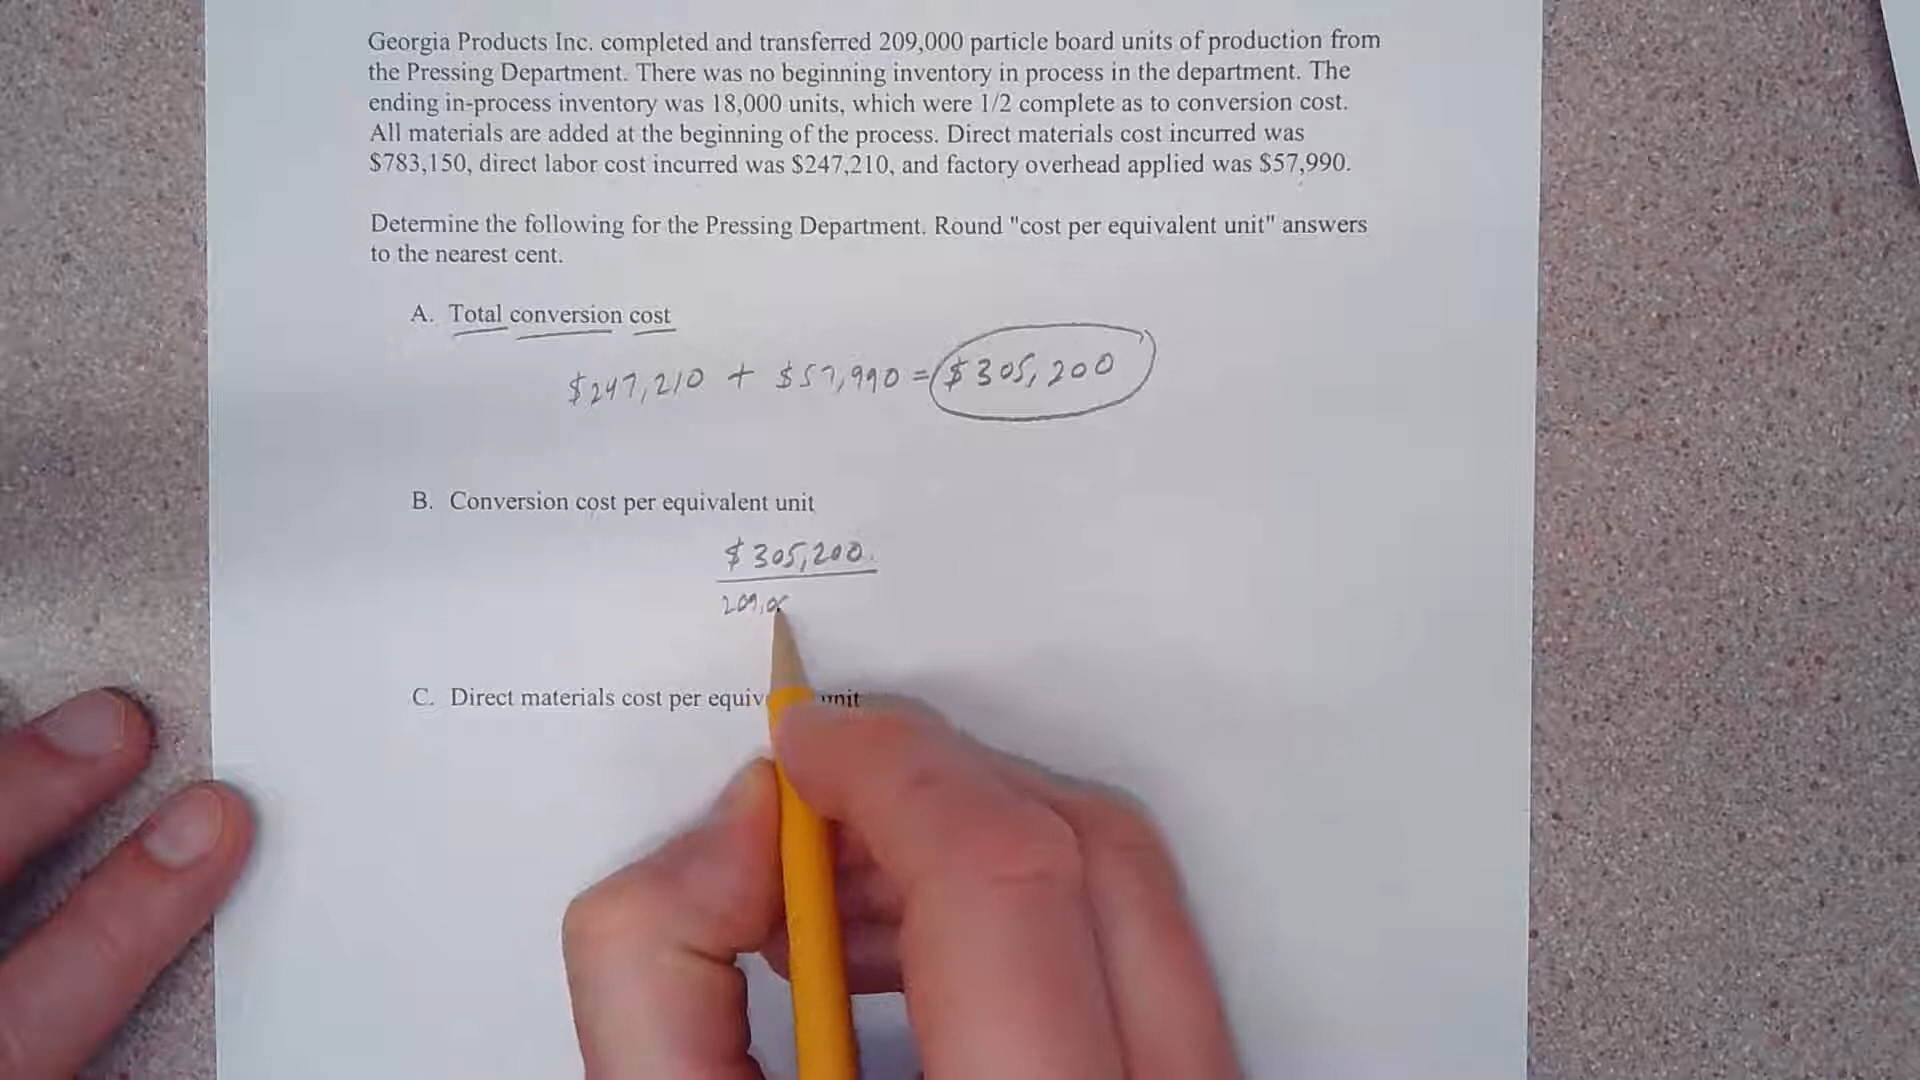 Georgia Products Inc. completed and transferred 209,000 particle board units of production from
the Pressing Department. There was no beginning inventory in process in the department. The
ending in-process inventory was 18,000 units, which were 1/2 complete as to conversion cost.
All materials are added at the beginning of the process. Direct materials cost incurred was
$783,150, direct labor cost incurred was $247,210, and factory overhead applied was $57,990.
Determine the following for the Pressing Department. Round "cost per equivalent unit" answers
to the nearest cent.
A. Total conversion cost
$247,210 + $57,990 = $305,200
B. Conversion cost per equivalent unit
$305,200
209,0
C. Direct materials cost per unit